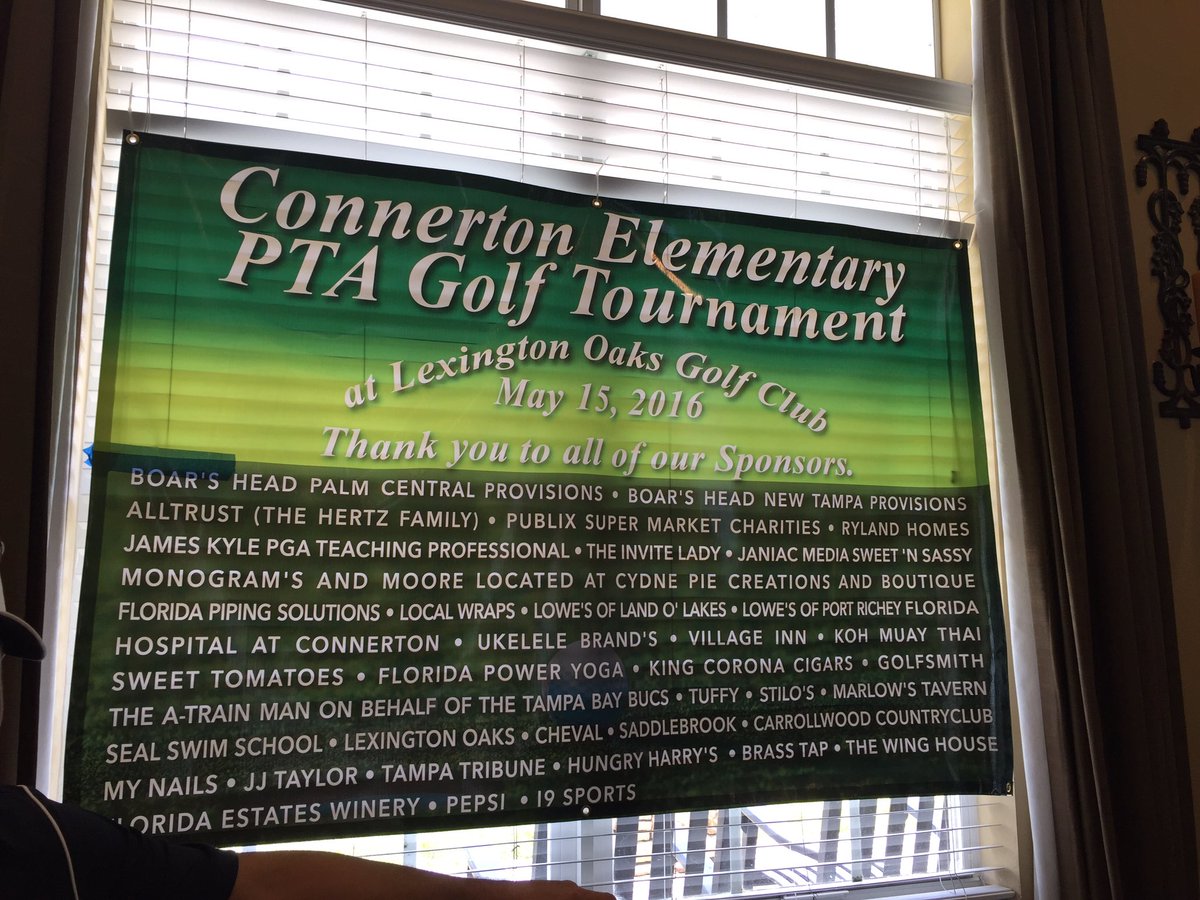 Connerton Elementary
PTA Golf Tournament
at Lexington Oaks Golf Club
May 15, 2016
Thank you to all of our Sponsors.
BOAR'S HEAD PALM CENTRAL PROVISIONS • BOAR'S HEAD NEW TAMPA PROVISIONS
ALLTRUST (THE HERTZ FAMILY) • PUBLIX SUPER MARKET CHARITIES • RYLAND HOMES
JAMES KYLE PGA TEACHING PROFESSIONAL • THE INVITE LADY • JANIAC MEDIA SWEET 'N SASSY
MONOGRAM'S AND MOORE LOCATED AT CYDNE PIE CREATIONS AND BOUTIQUE
FLORIDA PIPING SOLUTIONS • LOCAL WRAPS • LOWE'S OF LAND O' LAKES • LOWE'S OF PORT RICHEY FLORIDA
HOSPITAL AT CONNERTON • UKELELE BRAND'S • VILLAGE INN • KOH MUAY THAI
SWEET TOMATOES • FLORIDA POWER YOGA • KING CORONA CIGARS • GOLFSMITH
THE A-TRAIN MAN ON BEHALF OF THE TAMPA BAY BUCS • TUFFY • STILO'S • MARLOW'S TAVERN
SEAL SWIM SCHOOL • LEXINGTON OAKS • CHEVAL • SADDLEBROOK • CARROLLWOOD COUNTRYCLUB
MY NAILS • JJ TAYLOR • TAMPA TRIBUNE • HUNGRY HARRY'S • BRASS TAP • THE WING HOUSE
FLORIDA ESTATES WINERY • PEPSI • I9 SPORTS